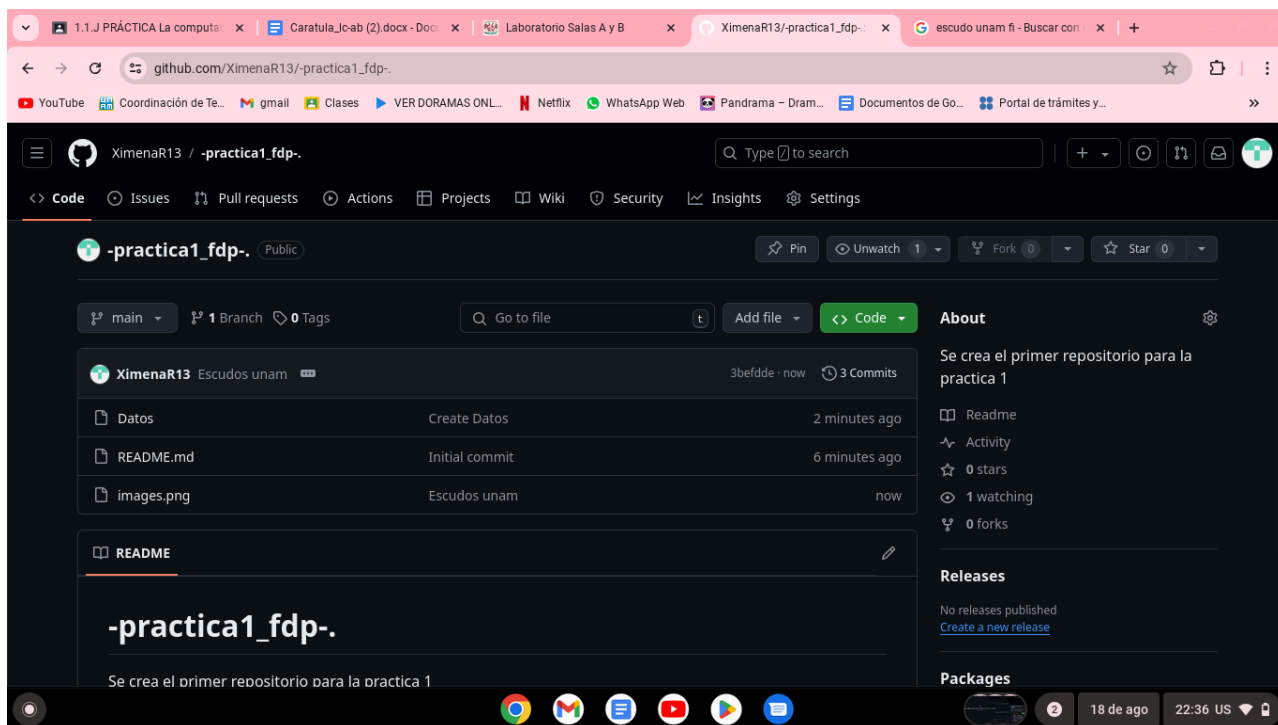 1.1.J PRÁCTICA La computac
Caratula_lc-ab (2).docx - Docu
Laboratorio Salas A y B
XimenaR13/-practica1_fdp-.:
escudo unam fi - Buscar con
github.com/XimenaR13/-practica1_fdp-.
YouTube
Coordinación de Te...
gmail
Clases
VER DORAMAS ONL...
Netflix
WhatsApp Web
Pandrama – Dram...
Documentos de Go...
Portal de trámites y...
XimenaR13 / -practica1_fdp-.
Type / to search
Code
Issues
Pull requests
Actions
Projects
Wiki
Security
Insights
Settings
-practica1_fdp-. Public
Pin
Unwatch 1
Fork 0
Star 0
main
1 Branch
0 Tags
Go to file t
Add file
Code
XimenaR13 Escudos unam
3befdde · now
3 Commits
Datos Create Datos 2 minutes ago
README.md Initial commit 6 minutes ago
images.png Escudos unam now
README
-practica1_fdp-.
Se crea el primer repositorio para la practica 1
About
Se crea el primer repositorio para la
practica 1
Readme
Activity
0 stars
1 watching
0 forks
Releases
No releases published
Create a new release
Packages
2
18 de ago
22:36 US